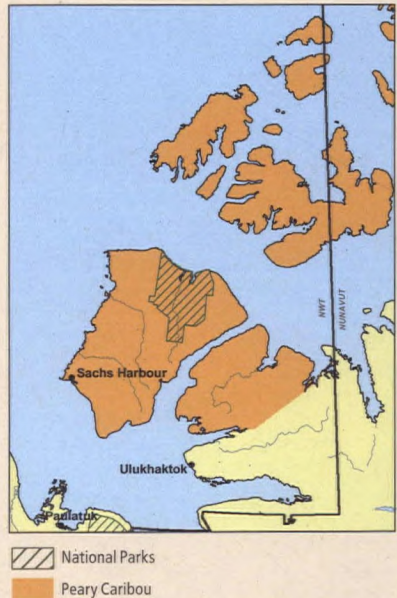 NWT
NUNAVUT
Sachs Harbour
Ulukhaktok
Paulatuk
National Parks
Peary Caribou